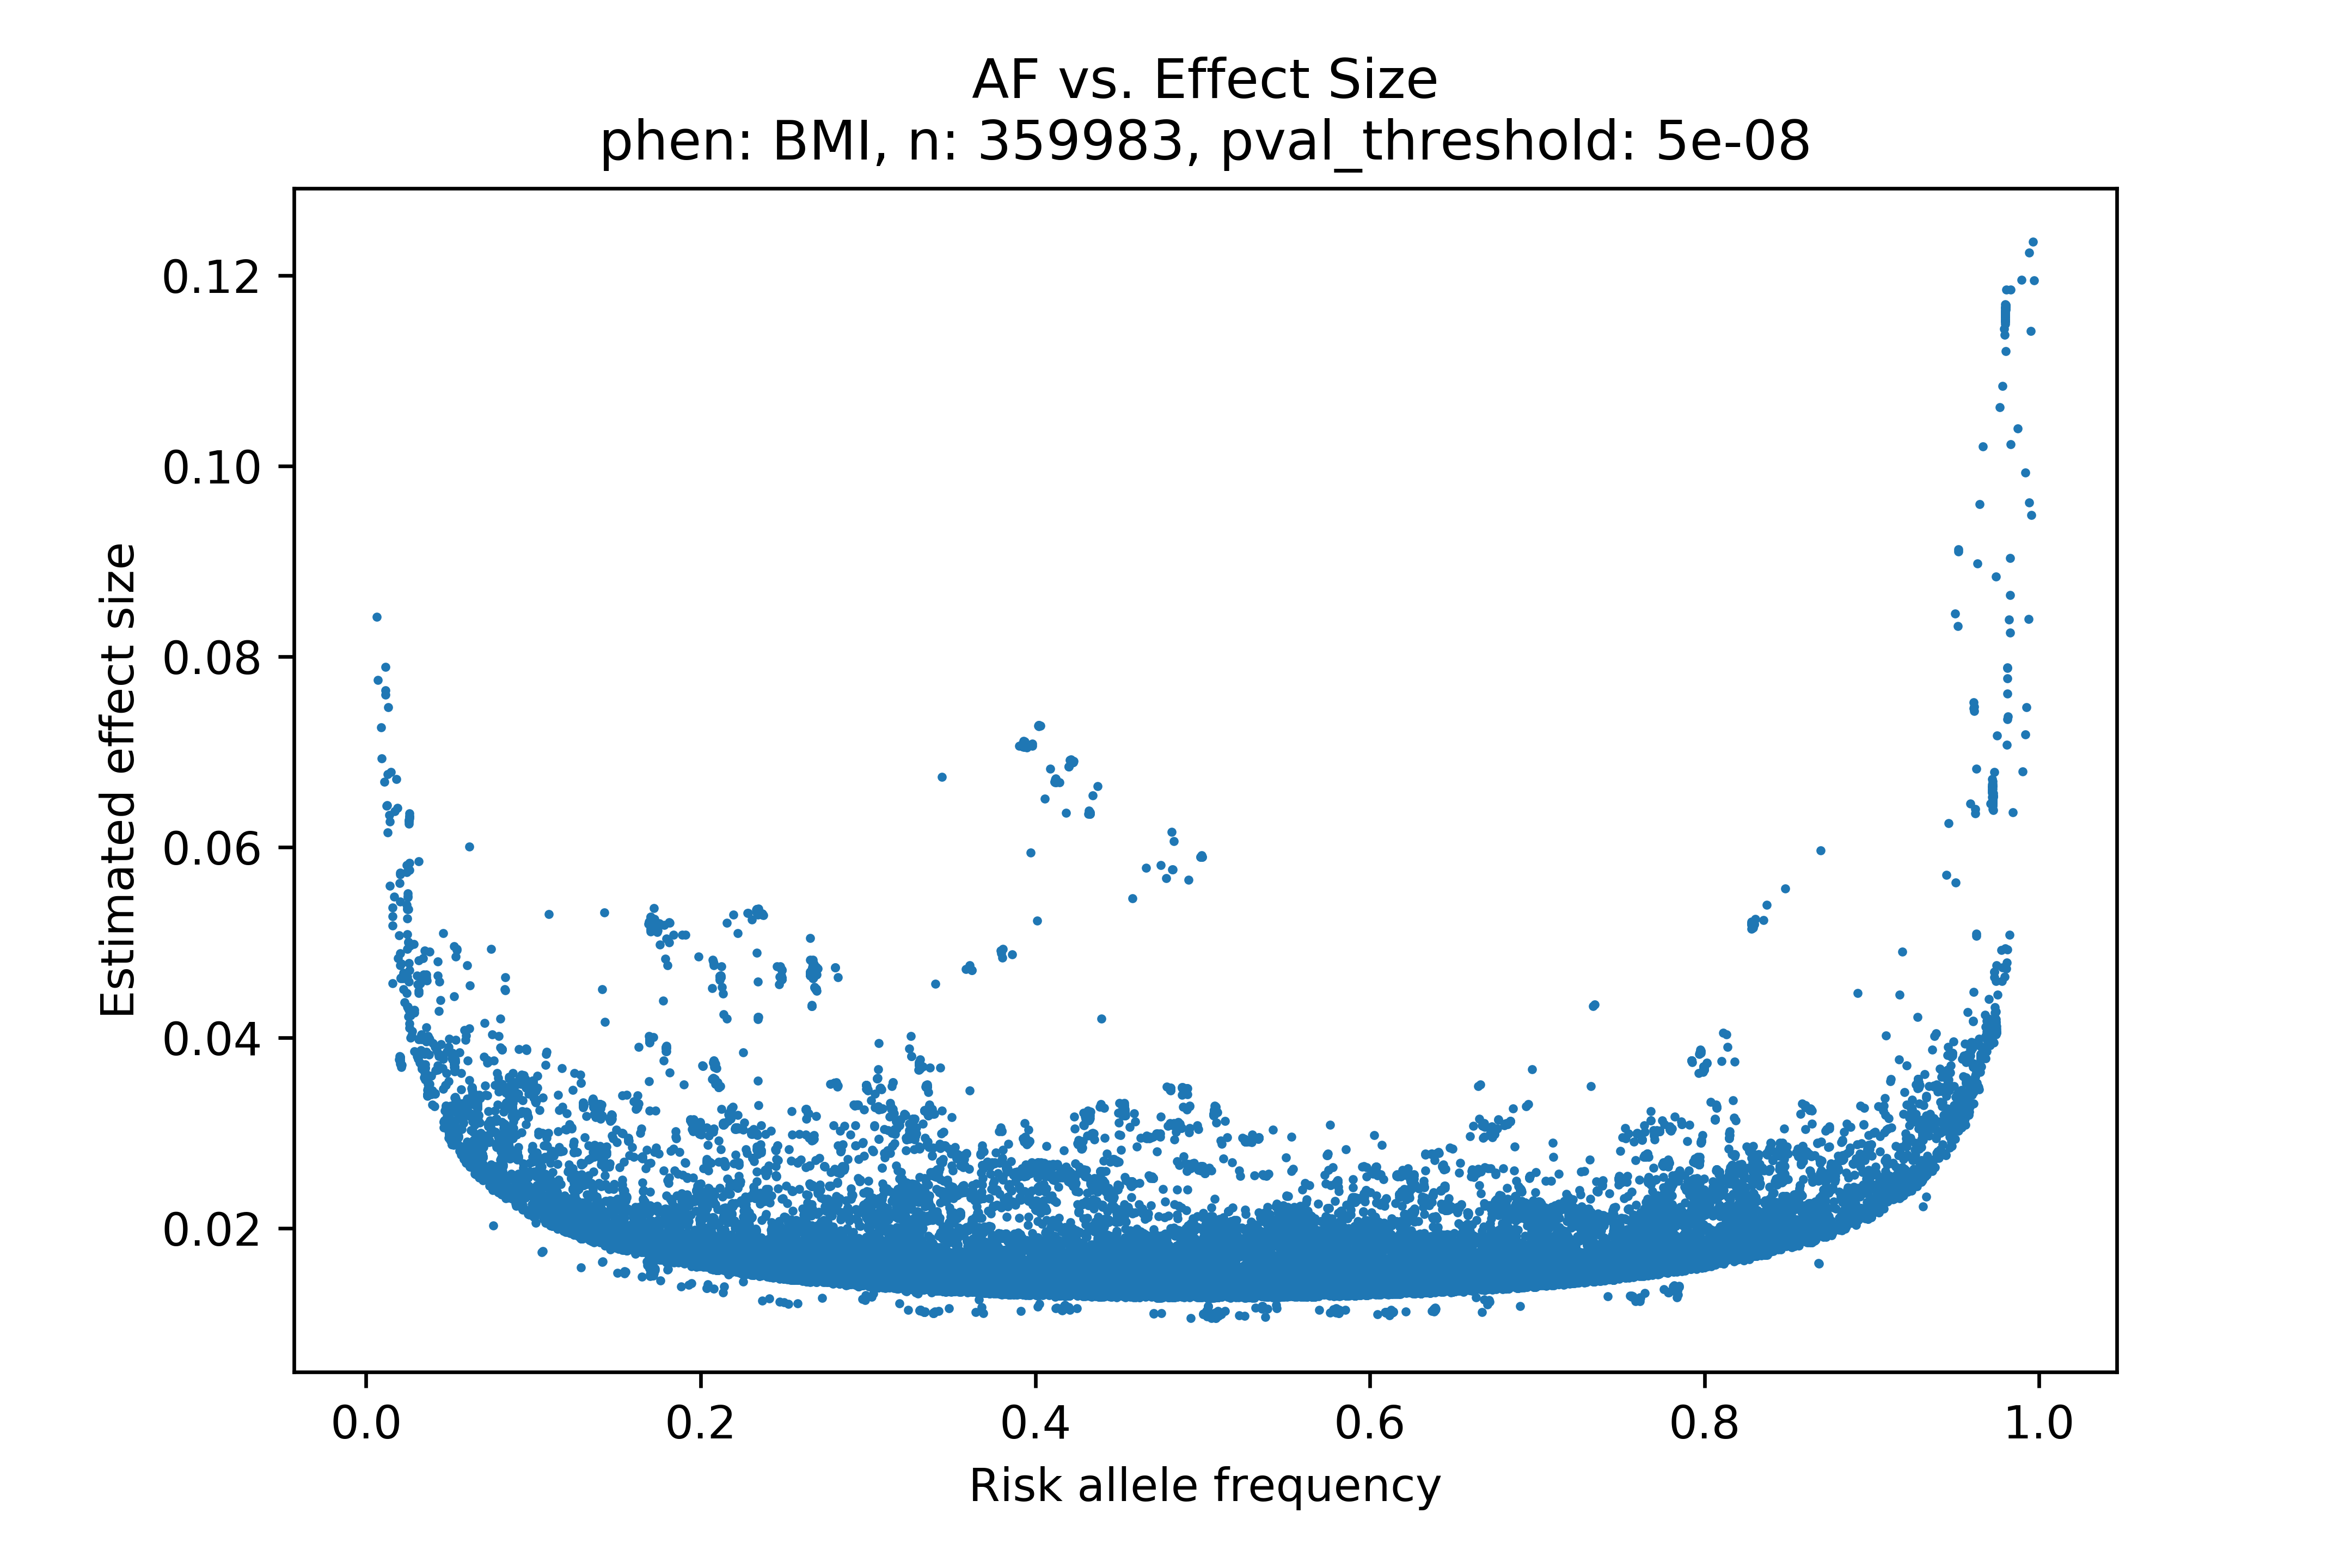 AF vs. Effect Size
phen: BMI, n: 359983, pval_threshold: 5e-08
0.12
0.10
0.08
0.06
0.04
0.02
Estimated effect size
0.0 0.2 0.4 0.6 0.8 1.0
Risk allele frequency